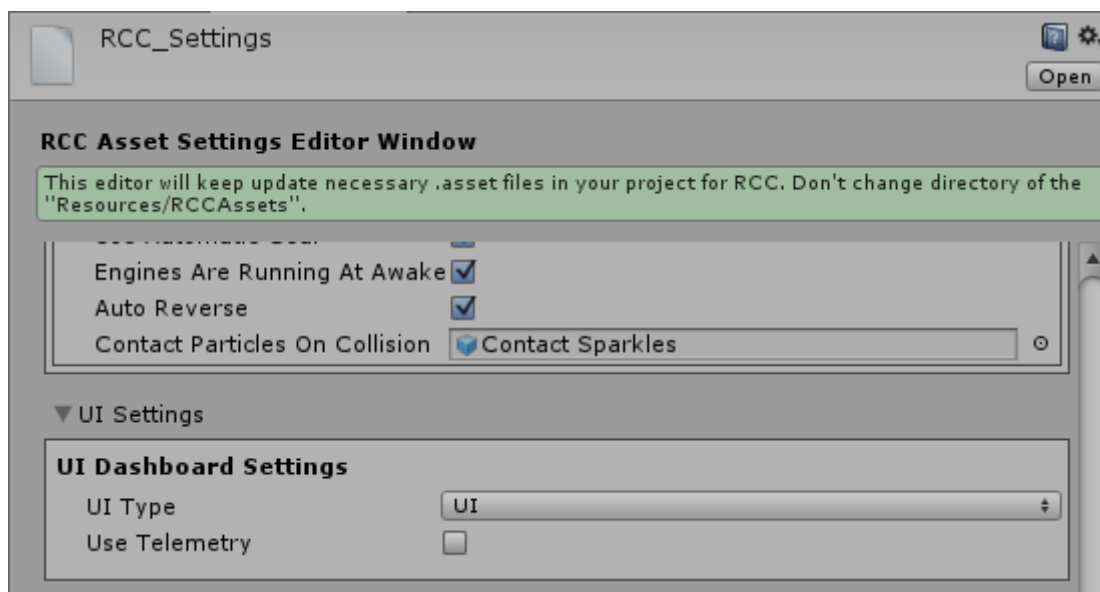 RCC_Settings
Open
RCC Asset Settings Editor Window
This editor will keep update necessary .asset files in your project for RCC. Don't change directory of the
"Resources/RCCAssets".
Engines Are Running At Awake
Auto Reverse
Contact Particles On Collision Contact Sparkles
UI Settings
UI Dashboard Settings
UI Type UI
Use Telemetry